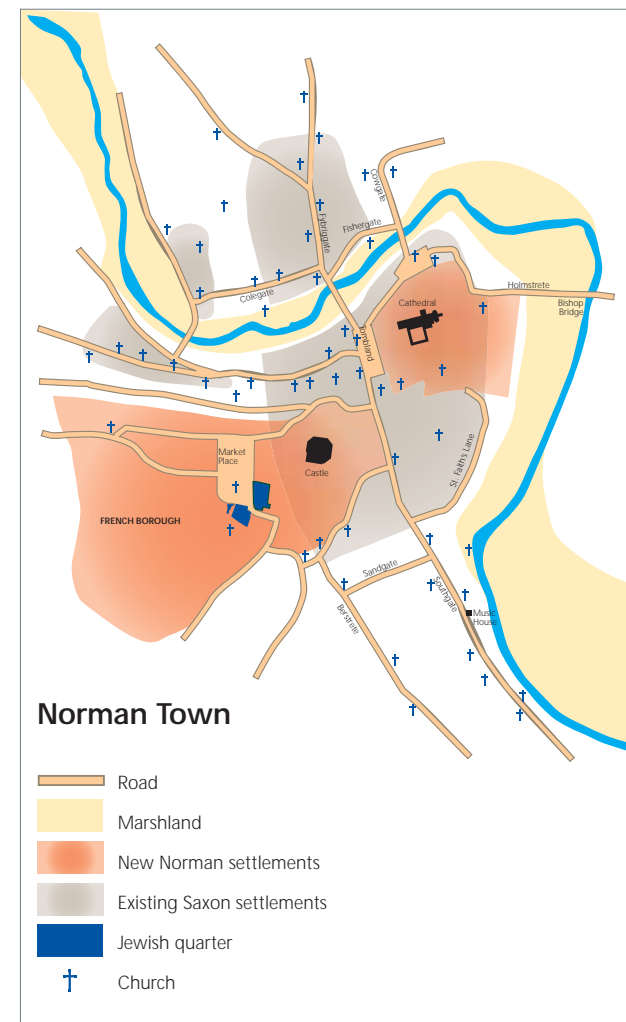 Cowgate
Fybriggate
Fishergate
Colegate
Cathedral
Holmstrete
Bishop
Bridge
Tombland
Market
Place
Castle
St. Faith's Lane
FRENCH BOROUGH
Sandgate
Southgate
Berstrete
Music
House
Norman Town
Road
Marshland
New Norman settlements
Existing Saxon settlements
Jewish quarter
Church